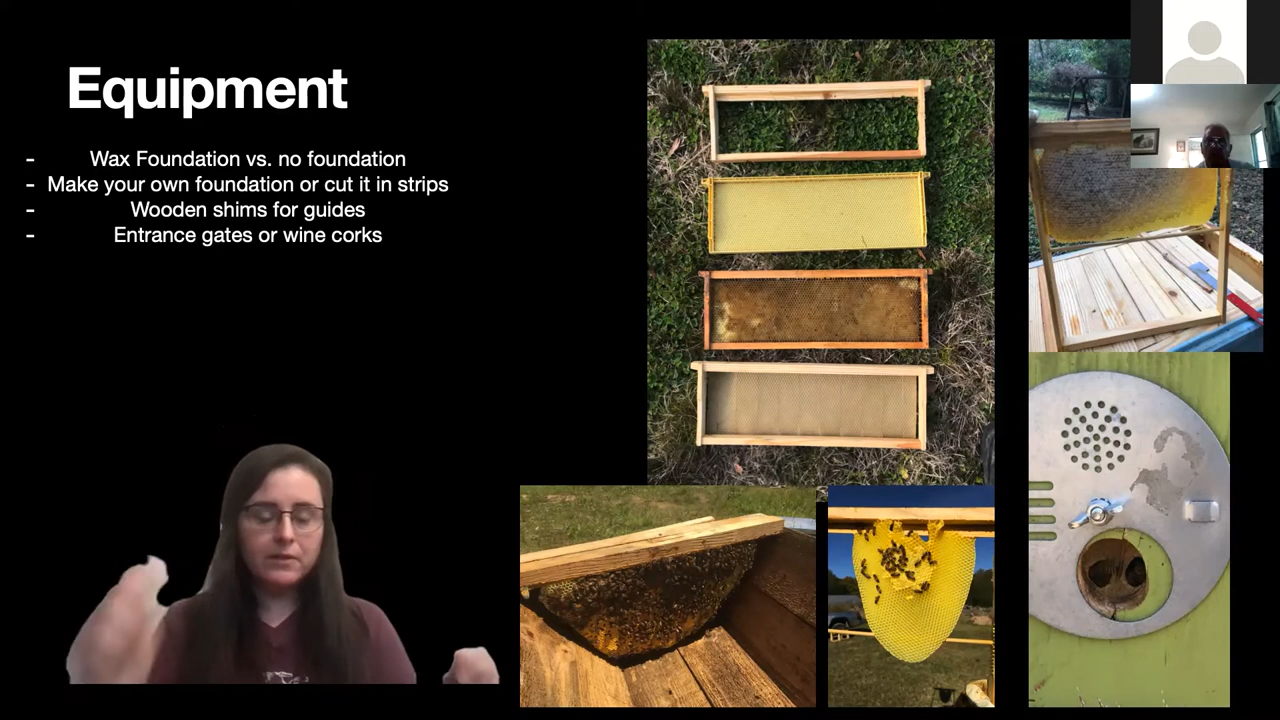 Equipment
- Wax Foundation vs. no foundation
- Make your own foundation or cut it in strips
- Wooden shims for guides
- Entrance gates or wine corks